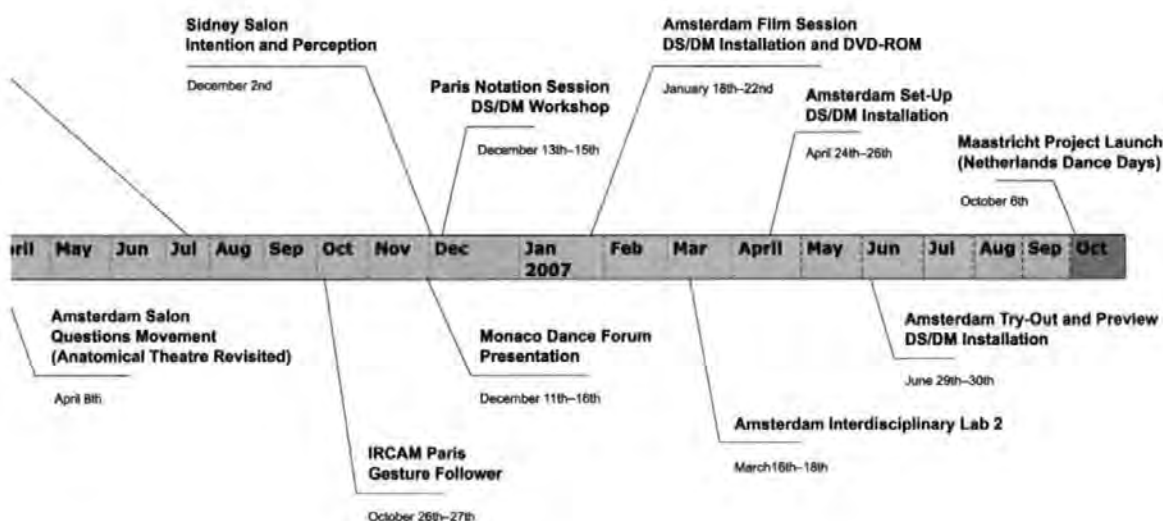 Sidney Salon
Intention and Perception
December 2nd
Paris Notation Session
DS/DM Workshop
December 13th–15th
Amsterdam Film Session
DS/DM Installation and DVD-ROM
January 18th–22nd
Amsterdam Set-Up
DS/DM Installation
April 24th–26th
Maastricht Project Launch
(Netherlands Dance Days)
October 6th
pril May Jun Jul Aug Sep Oct Nov Dec Jan Feb Mar April May Jun Jul Aug Sep Oct
2007
Amsterdam Salon
Questions Movement
(Anatomical Theatre Revisited)
April 8th
IRCAM Paris
Gesture Follower
October 26th–27th
Monaco Dance Forum
Presentation
December 11th–16th
Amsterdam Interdisciplinary Lab 2
March16th–18th
Amsterdam Try-Out and Preview
DS/DM Installation
June 29th–30th